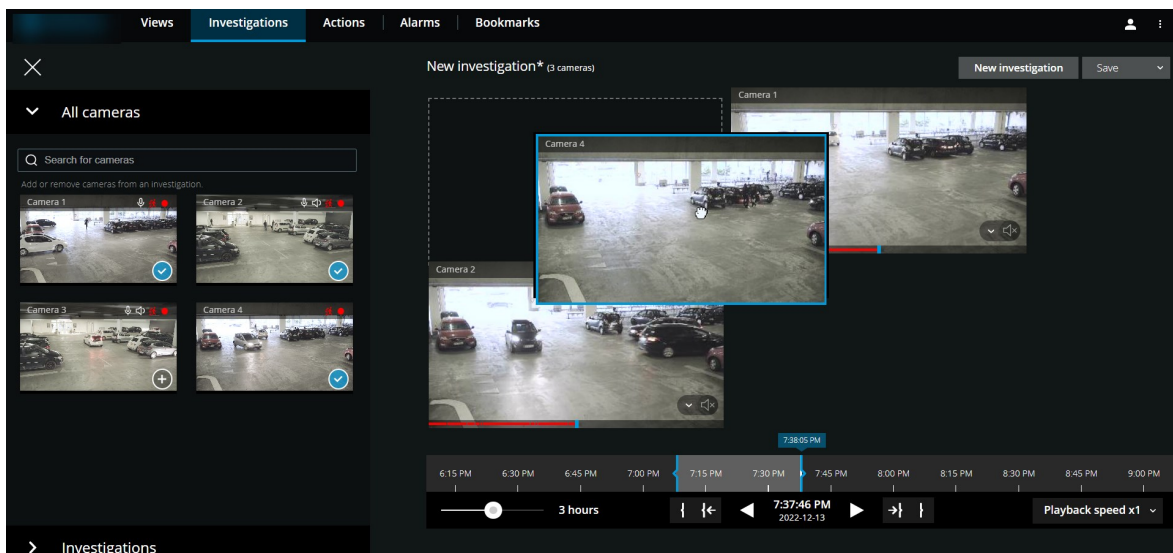 Views Investigations Actions Alarms Bookmarks
New investigation* (3 cameras)
New investigation Save
All cameras
Search for cameras
Add or remove cameras from an investigation.
Camera 1
Camera 2
Camera 3
Camera 4
Camera 1
Camera 4
Camera 2
7:38:05 PM
6:15 PM 6:30 PM 6:45 PM 7:00 PM 7:15 PM 7:30 PM 7:45 PM 8:00 PM 8:15 PM 8:30 PM 8:45 PM 9:00 PM
3 hours
7:37:46 PM
2022-12-13
Playback speed x1
Investigations